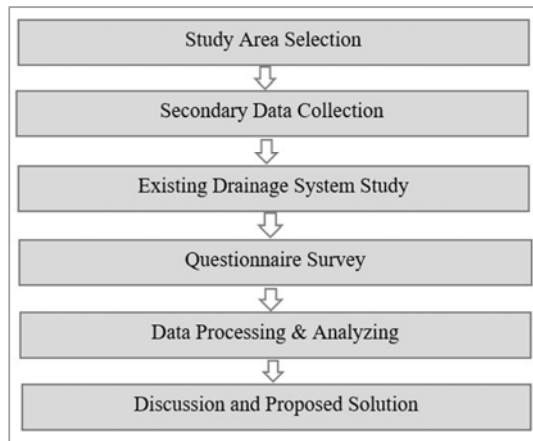 Study Area Selection
Secondary Data Collection
Existing Drainage System Study
Questionnaire Survey
Data Processing & Analyzing
Discussion and Proposed Solution